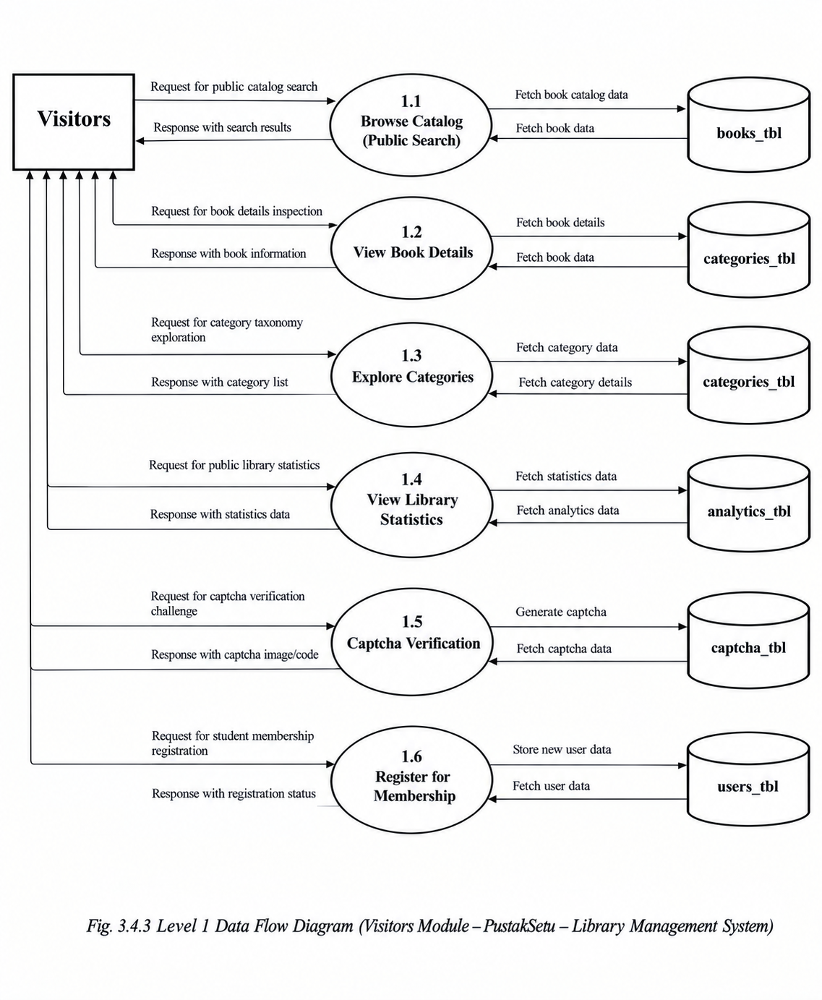 Visitors
Request for public catalog search
Response with search results
1.1
Browse Catalog
(Public Search)
Fetch book catalog data
Fetch book data
books_tbl
Request for book details inspection
Response with book information
1.2
View Book Details
Fetch book details
Fetch book data
categories_tbl
Request for category taxonomy
exploration
Response with category list
1.3
Explore Categories
Fetch category data
Fetch category details
categories_tbl
Request for public library statistics
Response with statistics data
1.4
View Library
Statistics
Fetch statistics data
Fetch analytics data
analytics_tbl
Request for captcha verification
challenge
Response with captcha image/code
1.5
Captcha Verification
Generate captcha
Fetch captcha data
captcha_tbl
Request for student membership
registration
Response with registration status
1.6
Register for
Membership
Store new user data
Fetch user data
users_tbl
Fig. 3.4.3 Level 1 Data Flow Diagram (Visitors Module – PustakSetu – Library Management System)